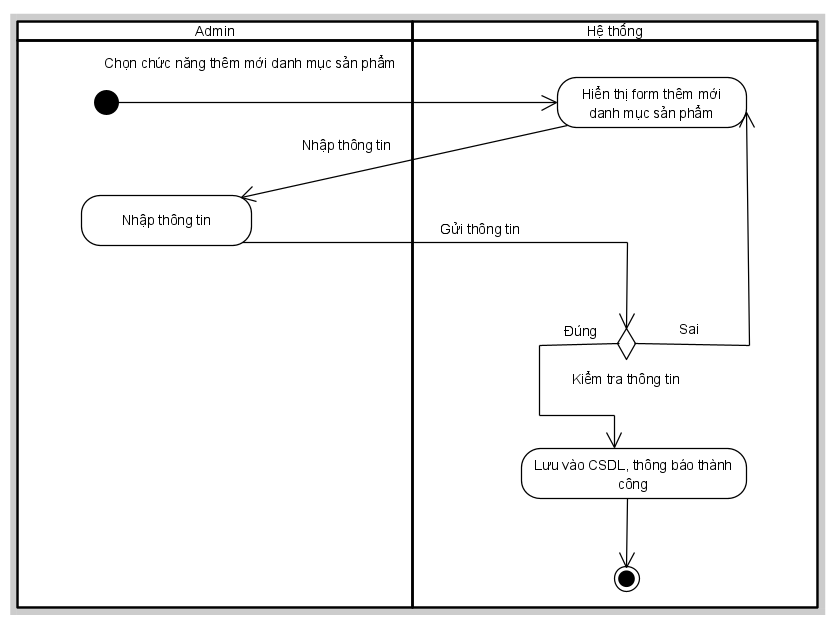 Admin
Hệ thống
Chọn chức năng thêm mới danh mục sản phẩm
Hiển thị form thêm mới
danh mục sản phẩm
Nhập thông tin
Nhập thông tin
Gửi thông tin
Đúng
Sai
Kiểm tra thông tin
Lưu vào CSDL, thông báo thành
công